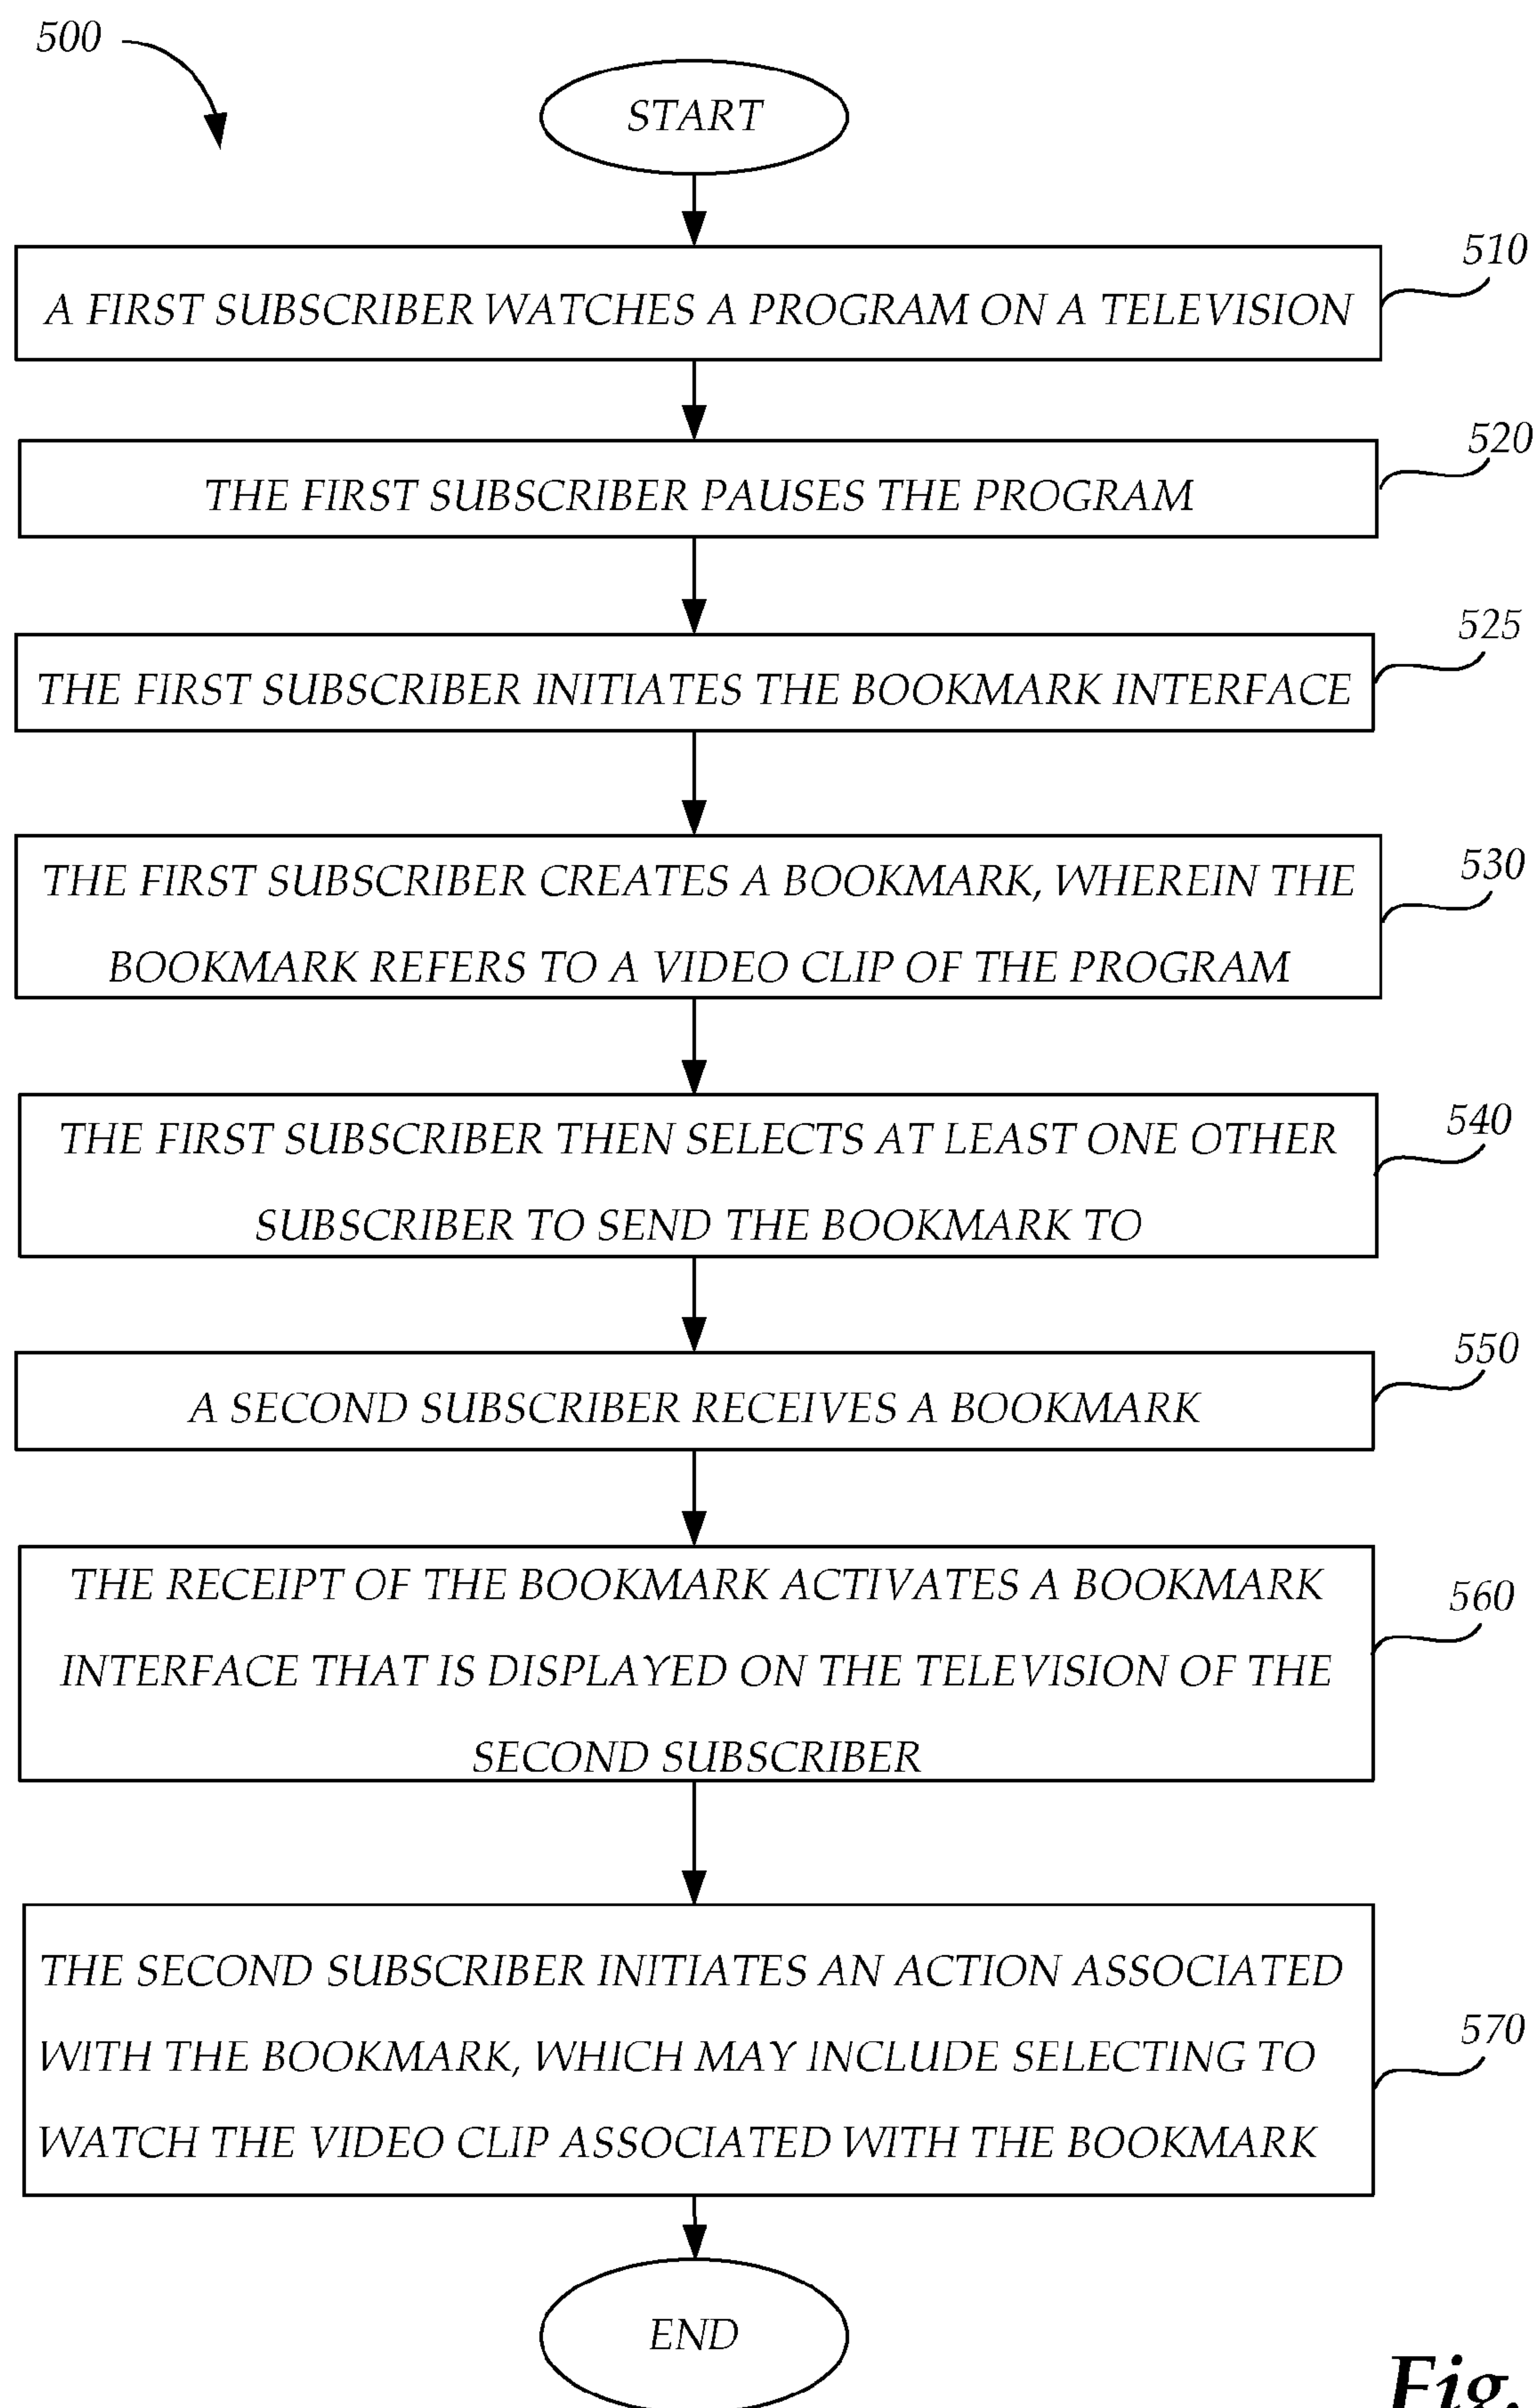 500
START
510
A FIRST SUBSCRIBER WATCHES A PROGRAM ON A TELEVISION
520
THE FIRST SUBSCRIBER PAUSES THE PROGRAM
525
THE FIRST SUBSCRIBER INITIATES THE BOOKMARK INTERFACE
530
THE FIRST SUBSCRIBER CREATES A BOOKMARK, WHEREIN THE
BOOKMARK REFERS TO A VIDEO CLIP OF THE PROGRAM
540
THE FIRST SUBSCRIBER THEN SELECTS AT LEAST ONE OTHER
SUBSCRIBER TO SEND THE BOOKMARK TO
550
A SECOND SUBSCRIBER RECEIVES A BOOKMARK
560
THE RECEIPT OF THE BOOKMARK ACTIVATES A BOOKMARK
INTERFACE THAT IS DISPLAYED ON THE TELEVISION OF THE
SECOND SUBSCRIBER
570
THE SECOND SUBSCRIBER INITIATES AN ACTION ASSOCIATED
WITH THE BOOKMARK, WHICH MAY INCLUDE SELECTING TO
WATCH THE VIDEO CLIP ASSOCIATED WITH THE BOOKMARK
END
Fig.